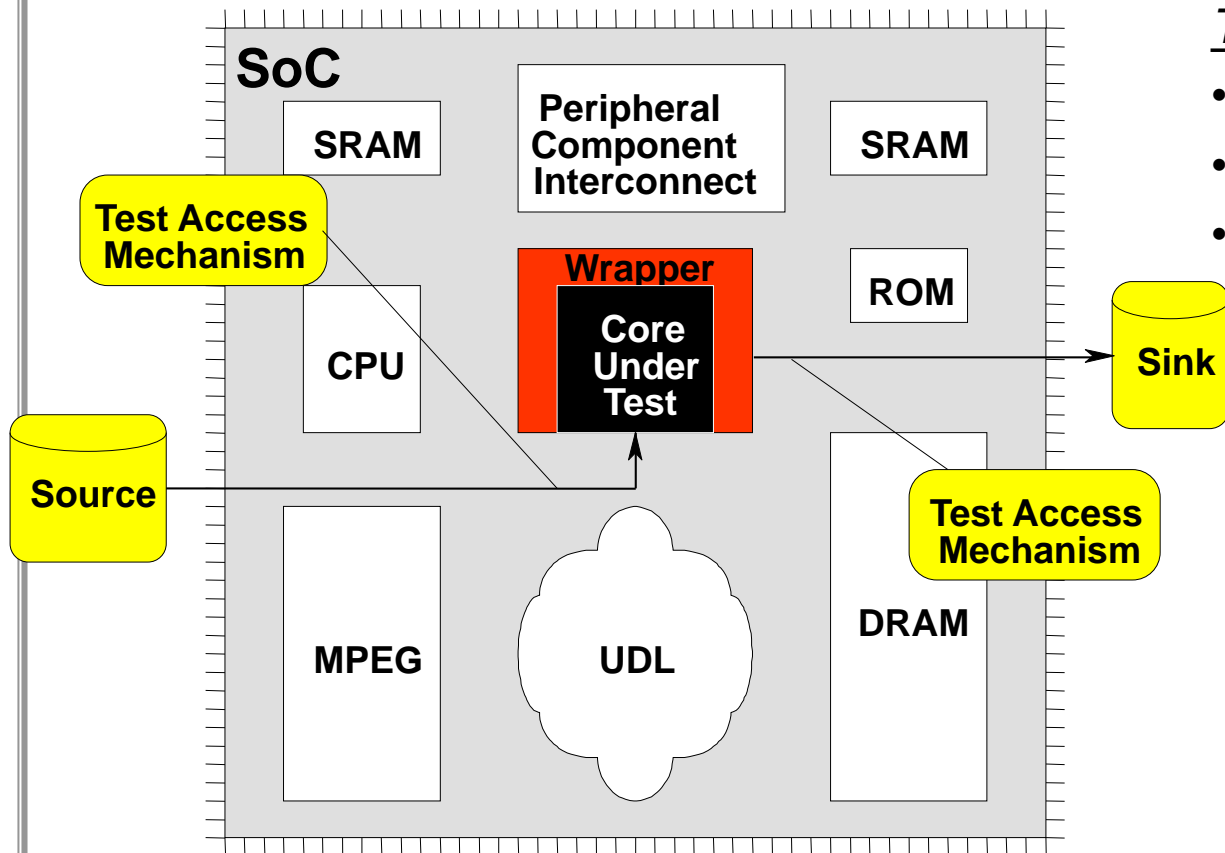 SoC
SRAM
Peripheral
Component
Interconnect
SRAM
Test Access
Mechanism
Wrapper
ROM
Core
Under
Test
CPU
Sink
Source
Test Access
Mechanism
DRAM
MPEG
UDL